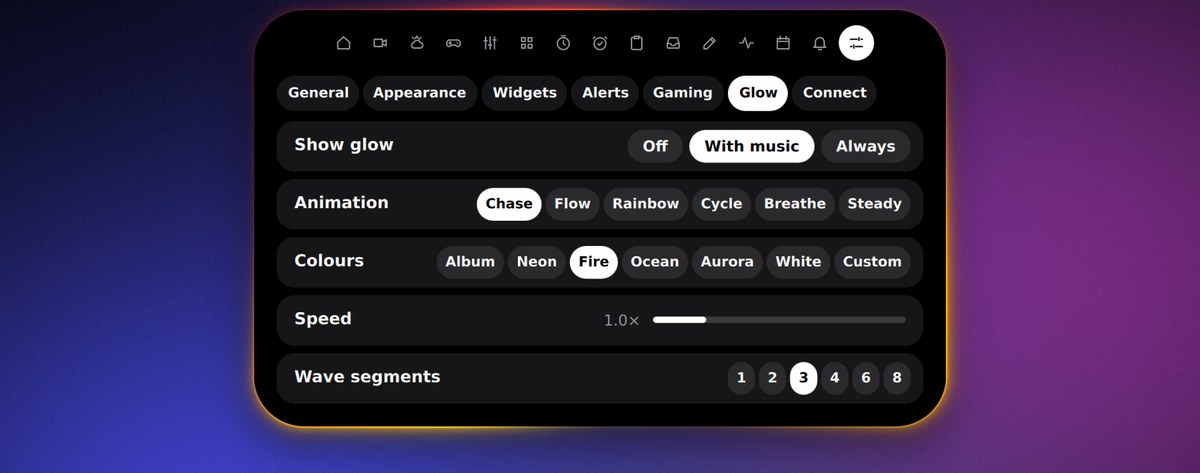 General Appearance Widgets Alerts Gaming Glow Connect
Show glow Off With music Always
Animation Chase Flow Rainbow Cycle Breathe Steady
Colours Album Neon Fire Ocean Aurora White Custom
Speed 1.0×
Wave segments 1 2 3 4 6 8